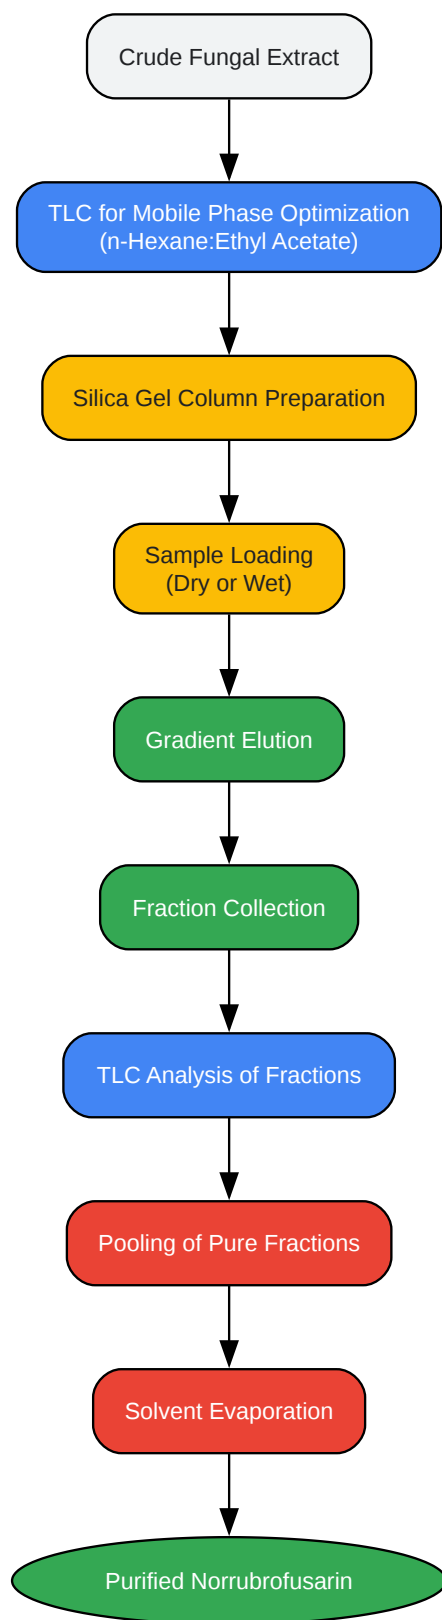 Crude Fungal Extract
TLC for Mobile Phase Optimization
(n-Hexane:Ethyl Acetate)
Silica Gel Column Preparation
Sample Loading
(Dry or Wet)
Gradient Elution
Fraction Collection
TLC Analysis of Fractions
Pooling of Pure Fractions
Solvent Evaporation
Purified Norrubrofusarin